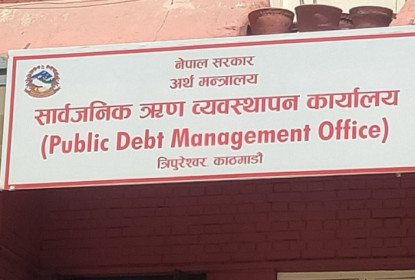 नेपाल सरकार
अर्थ मन्त्रालय
सार्वजनिक ऋण व्यवस्थापन कार्यालय
(Public Debt Management Office)
त्रिपुरेश्वर, काठमाडौं